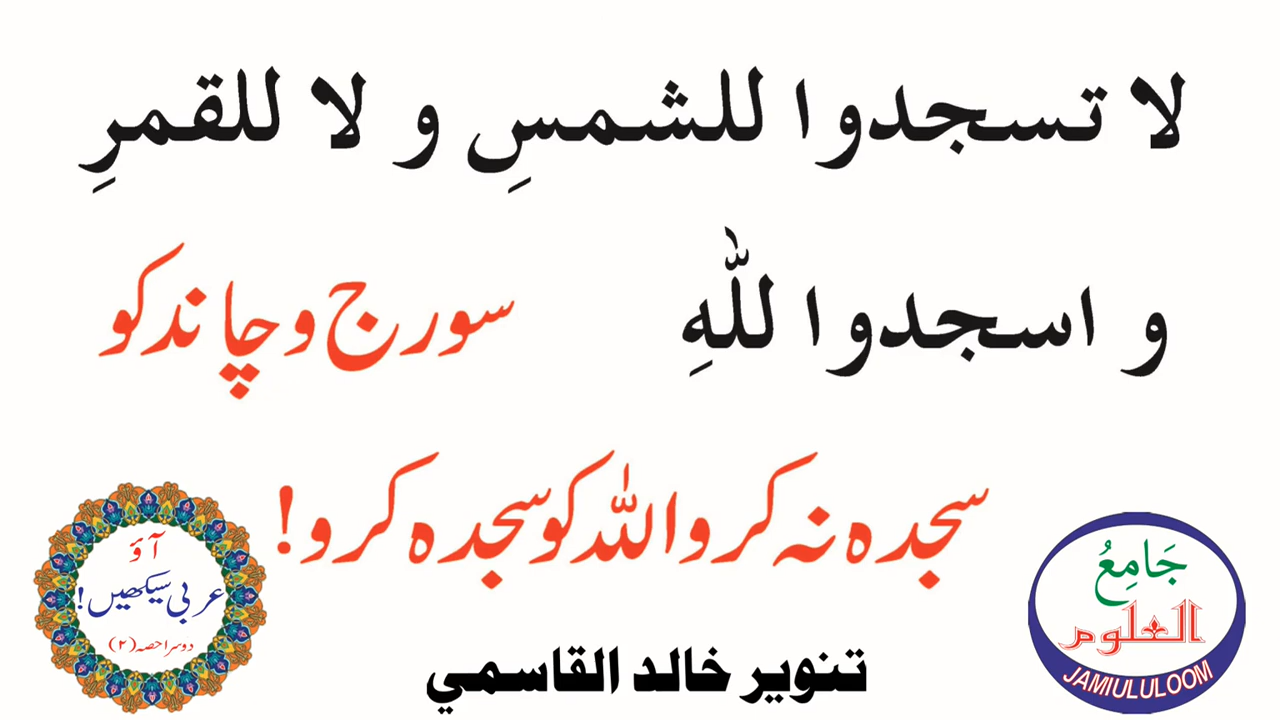 لا تسجدوا للشمسِ و لا للقمرِ
و اسجدوا للّٰهِ سورج و چاند کو
سجدہ نہ کرو اللہ کو سجدہ کرو!
آؤ
عربی سیکھیں!
دوسرا حصہ (۲)
تنوير خالد القاسمي
جَامِعُ
العلوم
JAMIULULOOM